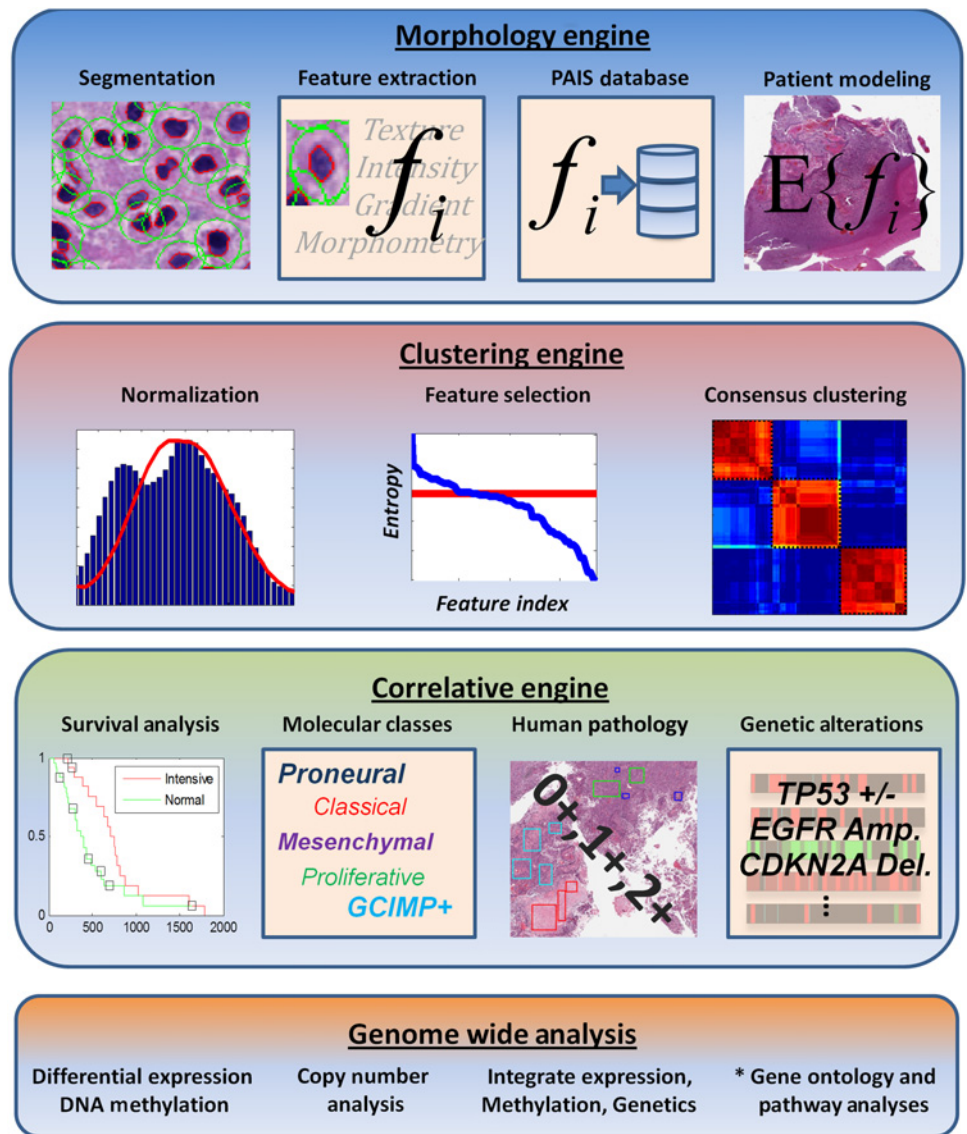 Morphology engine
Segmentation
Feature extraction
PAIS database
Patient modeling
Texture
Intensity
Gradient
Morphometry
f i
f i
E{f i}
Clustering engine
Normalization
Feature selection
Consensus clustering
Entropy
Feature index
Correlative engine
Survival analysis
Molecular classes
Human pathology
Genetic alterations
1
0.5
0
0 500 1000 1500 2000
Intensive
Normal
Proneural
Classical
Mesenchymal
Proliferative
GCIMP+
0+,1+,2+
TP53 +/-
EGFR Amp.
CDKN2A Del.
...
Genome wide analysis
Differential expression
DNA methylation
Copy number
analysis
Integrate expression,
Methylation, Genetics
* Gene ontology and
pathway analyses